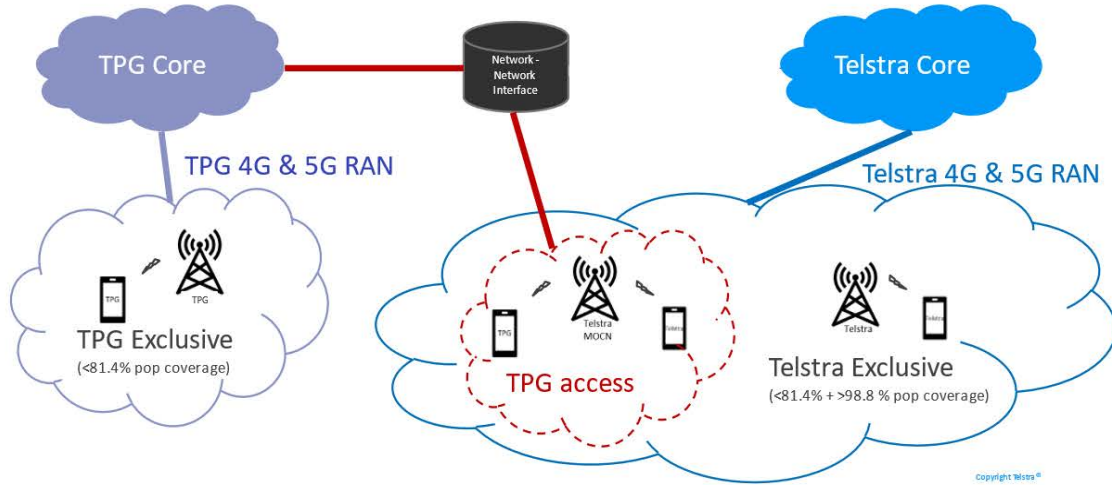 TPG Core
Network -
Network
Interface
Telstra Core
TPG 4G & 5G RAN
Telstra 4G & 5G RAN
TPG
TPG
TPG Exclusive
(<81.4% pop coverage)
TPG
Telstra
MOCN
Telstra
TPG access
Telstra
Telstra
Telstra Exclusive
(<81.4% + >98.8 % pop coverage)
Copyright Telstra©